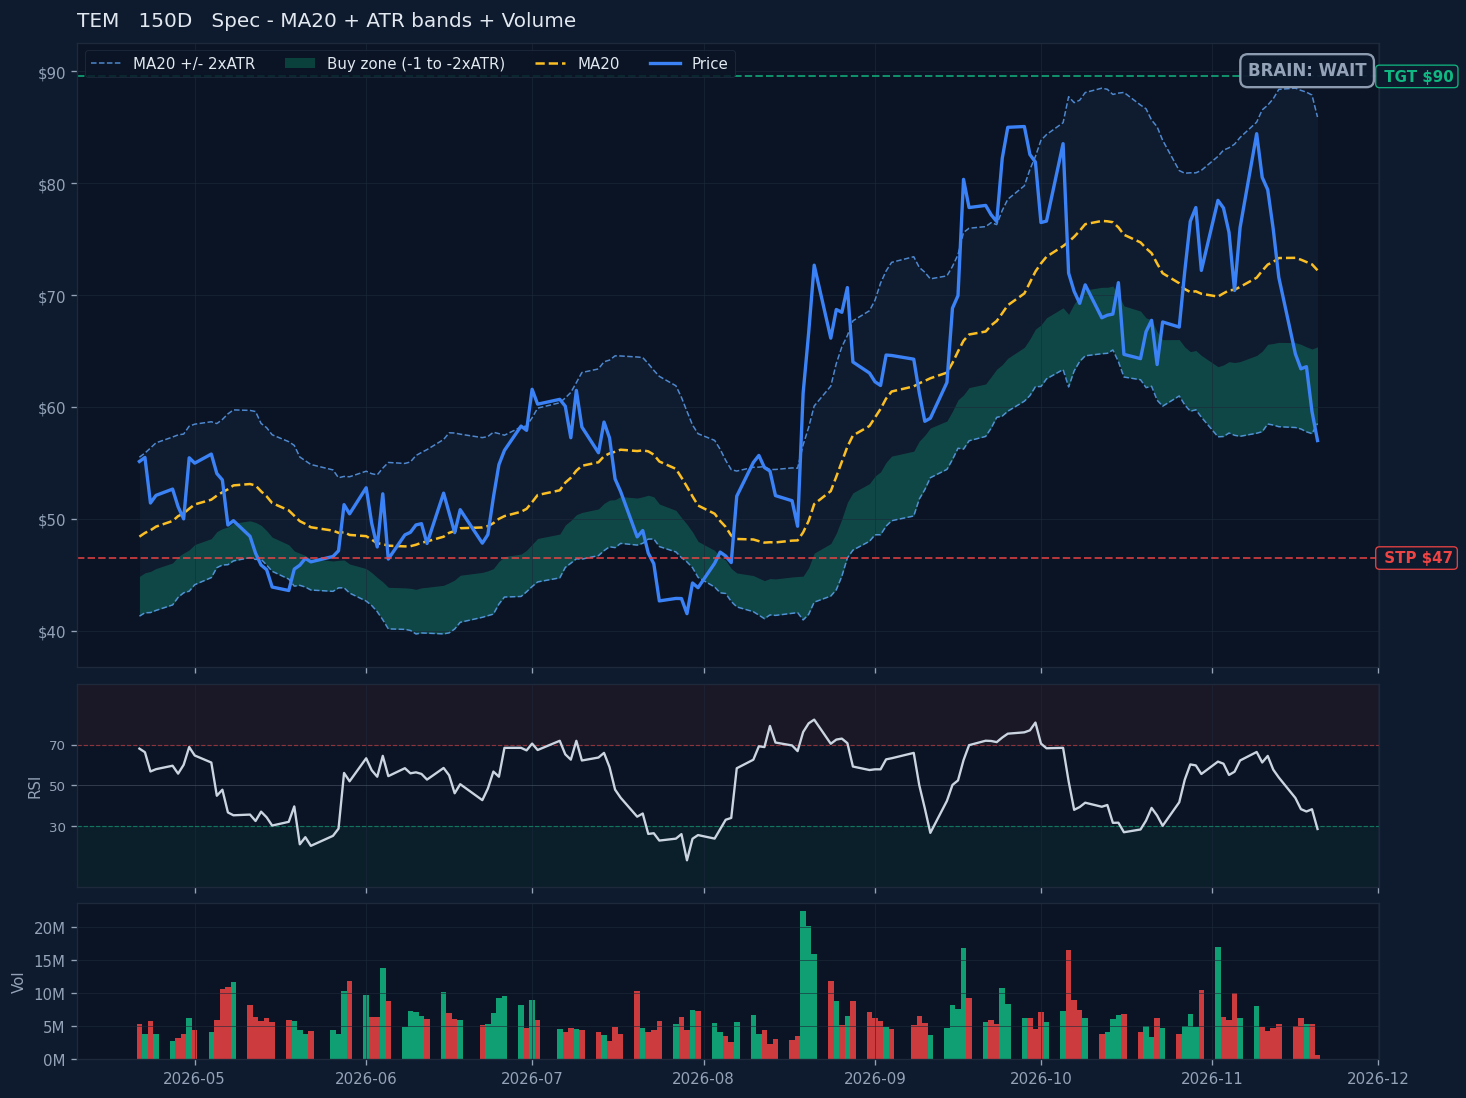 TEM   150D   Spec - MA20 + ATR bands + Volume
MA20 +/- 2xATR
Buy zone (-1 to -2xATR)
MA20
Price
BRAIN: WAIT
TGT $90
STP $47
$90
$80
$70
$60
$50
$40
RSI
70
50
30
Vol
20M
15M
10M
5M
0M
2026-05
2026-06
2026-07
2026-08
2026-09
2026-10
2026-11
2026-12